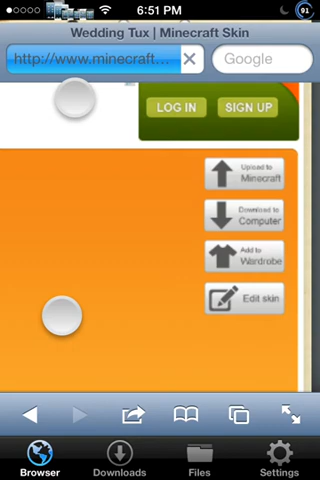 6:51 PM
91
Wedding Tux | Minecraft Skin
http://www.minecraft...
Google
LOG IN
SIGN UP
Upload to
Minecraft
Download to
Computer
Add to
Wardrobe
Edit skin
Browser
Downloads
Files
Settings